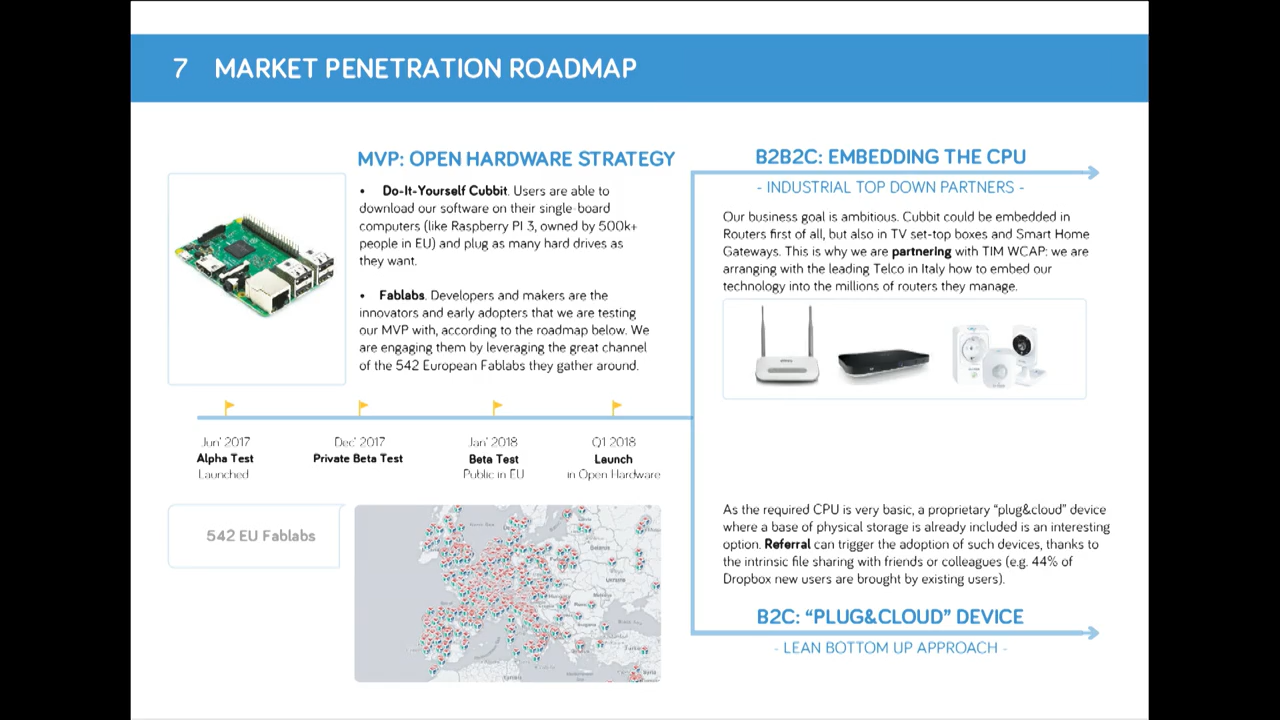 7 MARKET PENETRATION ROADMAP
MVP: OPEN HARDWARE STRATEGY
• Do-It-Yourself Cubbit. Users are able to
download our software on their single-board
computers (like Raspberry PI 3, owned by 500k+
people in EU) and plug as many hard drives as
they want.
• Fablabs. Developers and makers are the
innovators and early adopters that we are testing
our MVP with, according to the roadmap below. We
are engaging them by leveraging the great channel
of the 542 European Fablabs they gather around.
Jun' 2017
Alpha Test
Launched
Dec' 2017
Private Beta Test
Jan' 2018
Beta Test
Public in EU
Q1 2018
Launch
in Open Hardware
542 EU Fablabs
B2B2C: EMBEDDING THE CPU
- INDUSTRIAL TOP DOWN PARTNERS -
Our business goal is ambitious. Cubbit could be embedded in
Routers first of all, but also in TV set-top boxes and Smart Home
Gateways. This is why we are partnering with TIM WCAP: we are
arranging with the leading Telco in Italy how to embed our
technology into the millions of routers they manage.
As the required CPU is very basic, a proprietary "plug&cloud" device
where a base of physical storage is already included is an interesting
option. Referral can trigger the adoption of such devices, thanks to
the intrinsic file sharing with friends or colleagues (e.g. 44% of
Dropbox new users are brought by existing users).
B2C: "PLUG&CLOUD" DEVICE
- LEAN BOTTOM UP APPROACH -